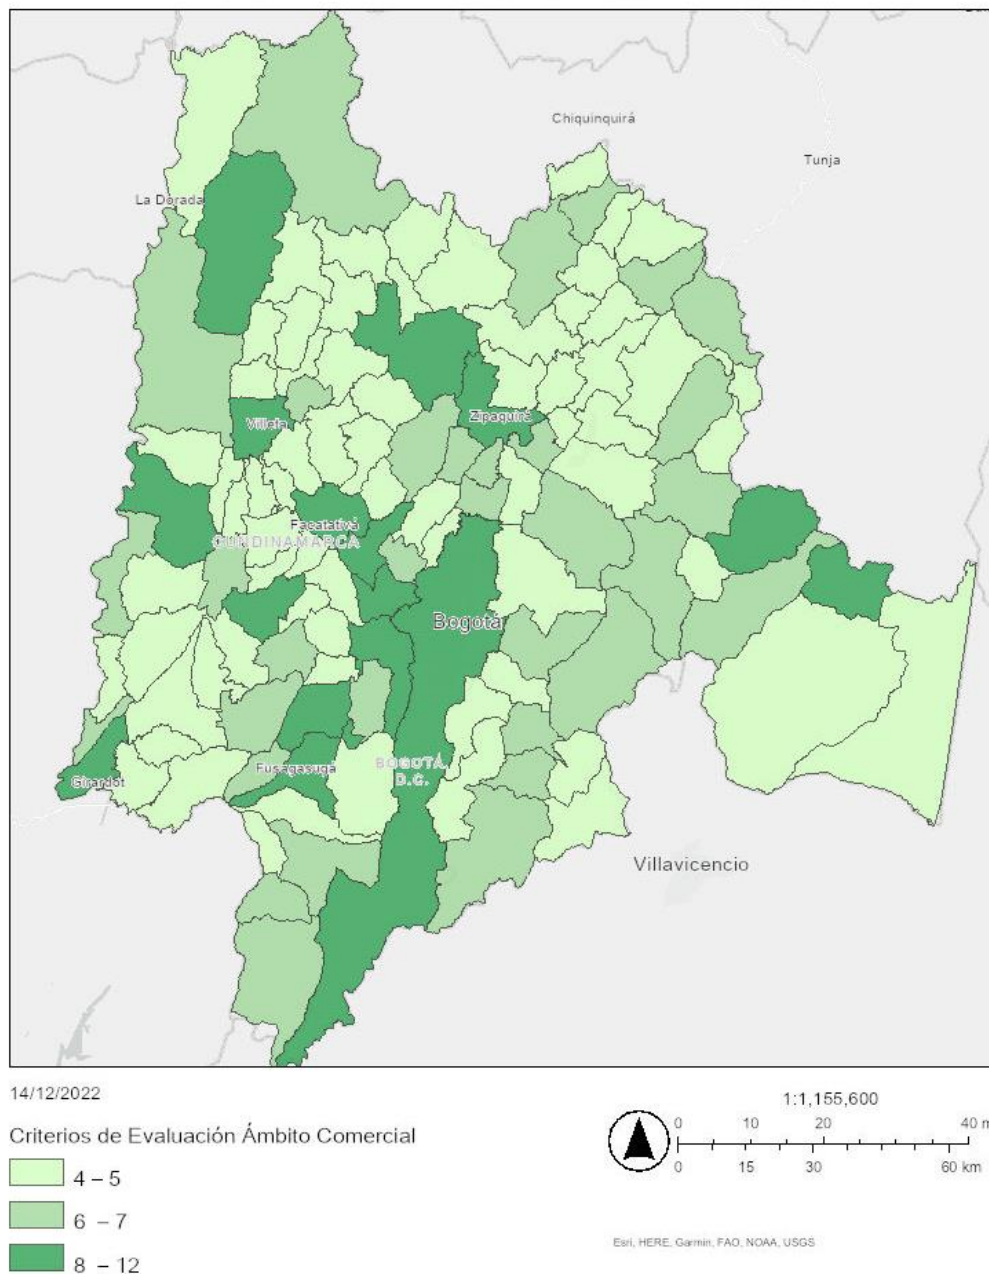 Chiquinquirá
Tunja
La Dorada
Zipaquirá
Villeta
Facatativá
CUNDINAMARCA
Bogotá
BOGOTÁ,
D.C.
Fusagasugá
Girardot
Villavicencio
14/12/2022
Criterios de Evaluación Ámbito Comercial
4 – 5
6 – 7
8 – 12
1:1,155,600
0 10 20 40 m
0 15 30 60 km
Esri, HERE, Garmin, FAO, NOAA, USGS